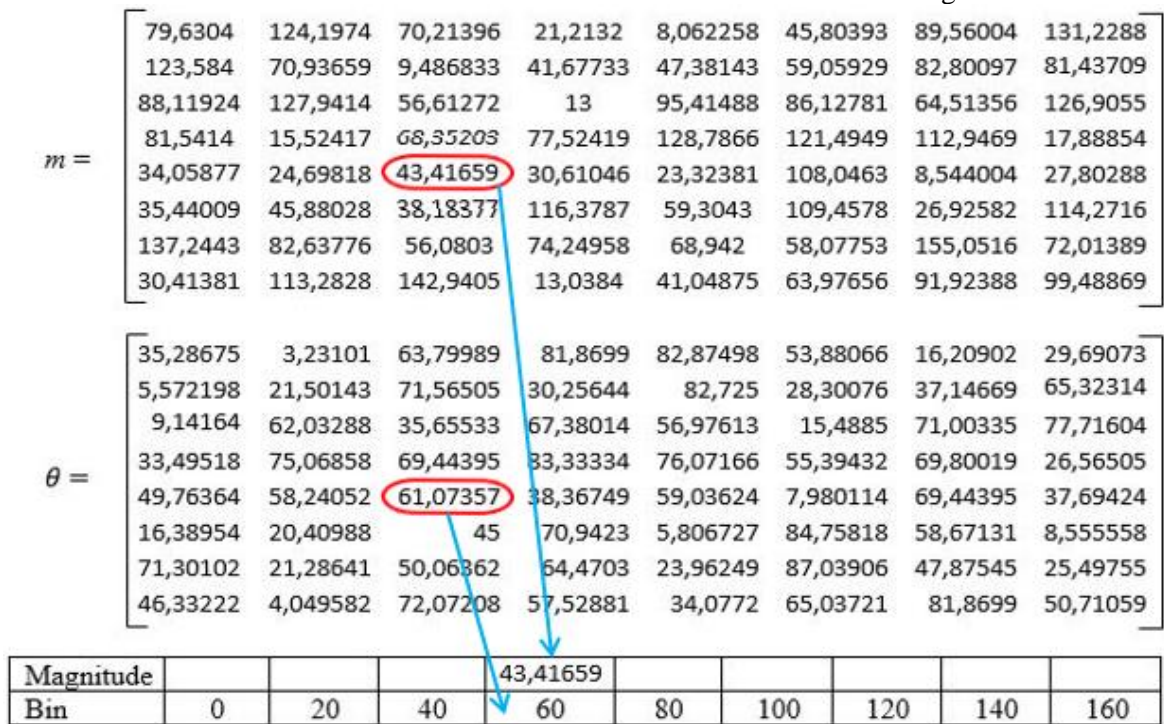 79,6304 124,1974 70,21396 21,2132 8,062258 45,80393 89,56004 131,2288
123,584 70,93659 9,486833 41,67733 47,38143 59,05929 82,80097 81,43709
88,11924 127,9414 56,61272 13 95,41488 86,12781 64,51356 126,9055
81,5414 15,52417 68,35203 77,52419 128,7866 121,4949 112,9469 17,88854
m =
34,05877 24,69818 43,41659 30,61046 23,32381 108,0463 8,544004 27,80288
35,44009 45,88028 38,18377 116,3787 59,3043 109,4578 26,92582 114,2716
137,2443 82,63776 56,0803 74,24958 68,942 58,07753 155,0516 72,01389
30,41381 113,2828 142,9405 13,0384 41,04875 63,97656 91,92388 99,48869
35,28675 3,23101 63,79989 81,8699 82,87498 53,88066 16,20902 29,69073
5,572198 21,50143 71,56505 30,25644 82,725 28,30076 37,14669 65,32314
9,14164 62,03288 35,65533 67,38014 56,97613 15,4885 71,00335 77,71604
33,49518 75,06858 69,44395 83,33334 76,07166 55,39432 69,80019 26,56505
θ =
49,76364 58,24052 61,07357 38,36749 59,03624 7,980114 69,44395 37,69424
16,38954 20,40988 45 70,9423 5,806727 84,75818 58,67131 8,555558
71,30102 21,28641 50,06362 64,4703 23,96249 87,03906 47,87545 25,49755
46,33222 4,049582 72,07208 57,52881 34,0772 65,03721 81,8699 50,71059
Magnitude 43,41659
Bin 0 20 40 60 80 100 120 140 160